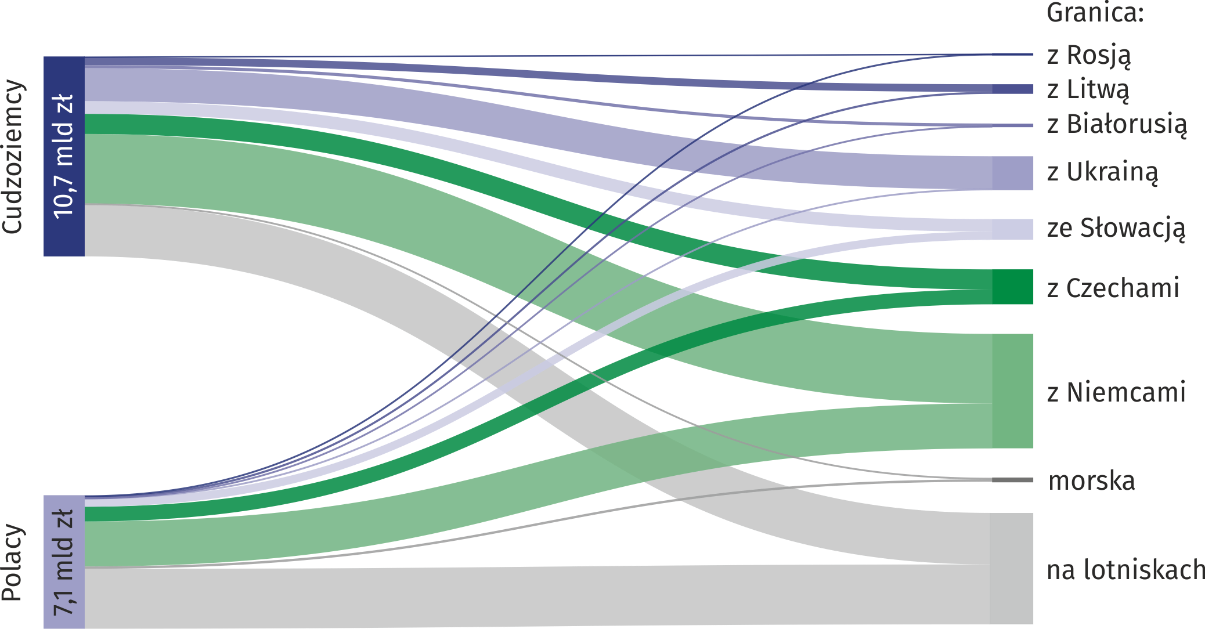 Granica:
z Rosją
z Litwą
z Białorusią
z Ukrainą
ze Słowacją
z Czechami
z Niemcami
morska
na lotniskach
Cudzoziemcy
10,7 mld zł
Polacy
7,1 mld zł